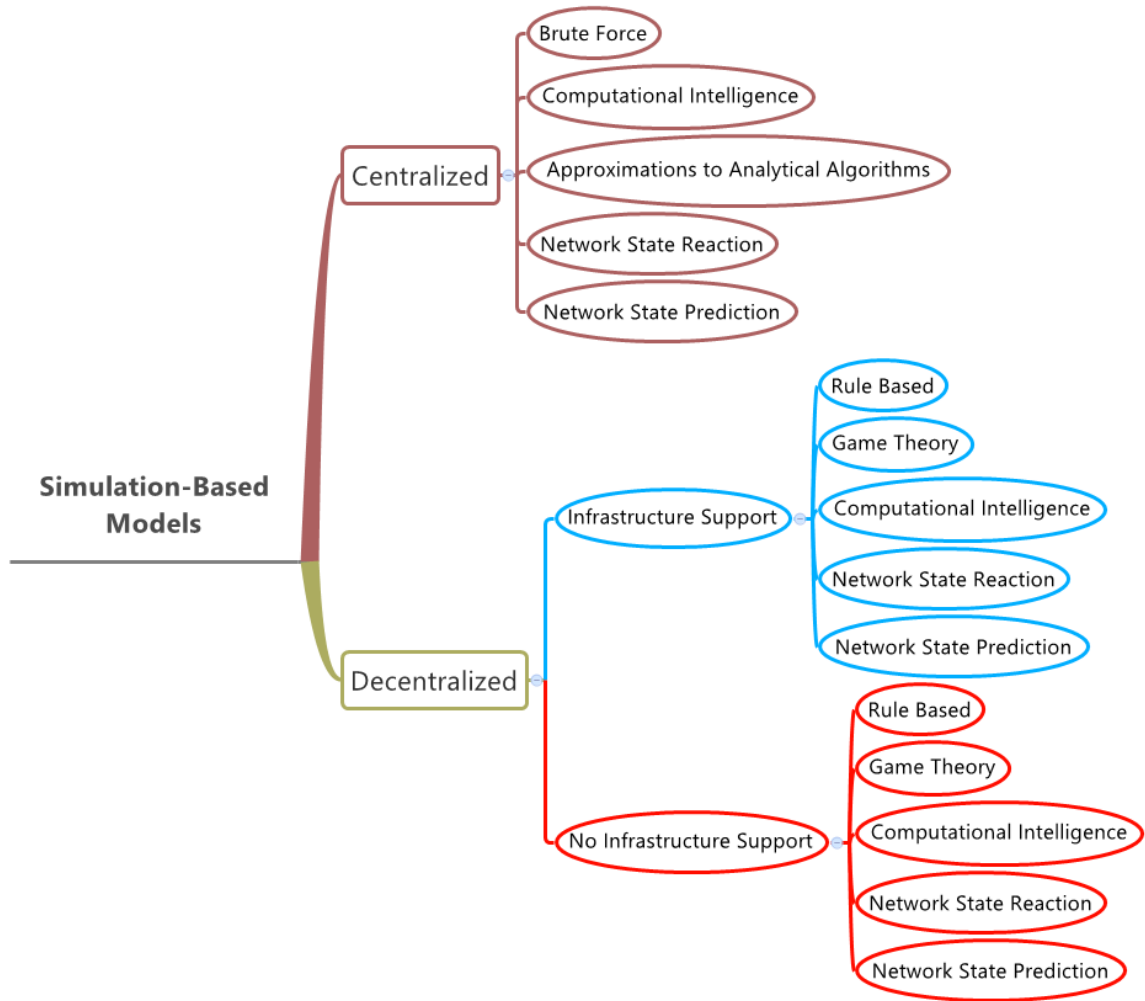 Simulation-Based
Models
Centralized
Brute Force
Computational Intelligence
Approximations to Analytical Algorithms
Network State Reaction
Network State Prediction
Decentralized
Infrastructure Support
Rule Based
Game Theory
Computational Intelligence
Network State Reaction
Network State Prediction
No Infrastructure Support
Rule Based
Game Theory
Computational Intelligence
Network State Reaction
Network State Prediction